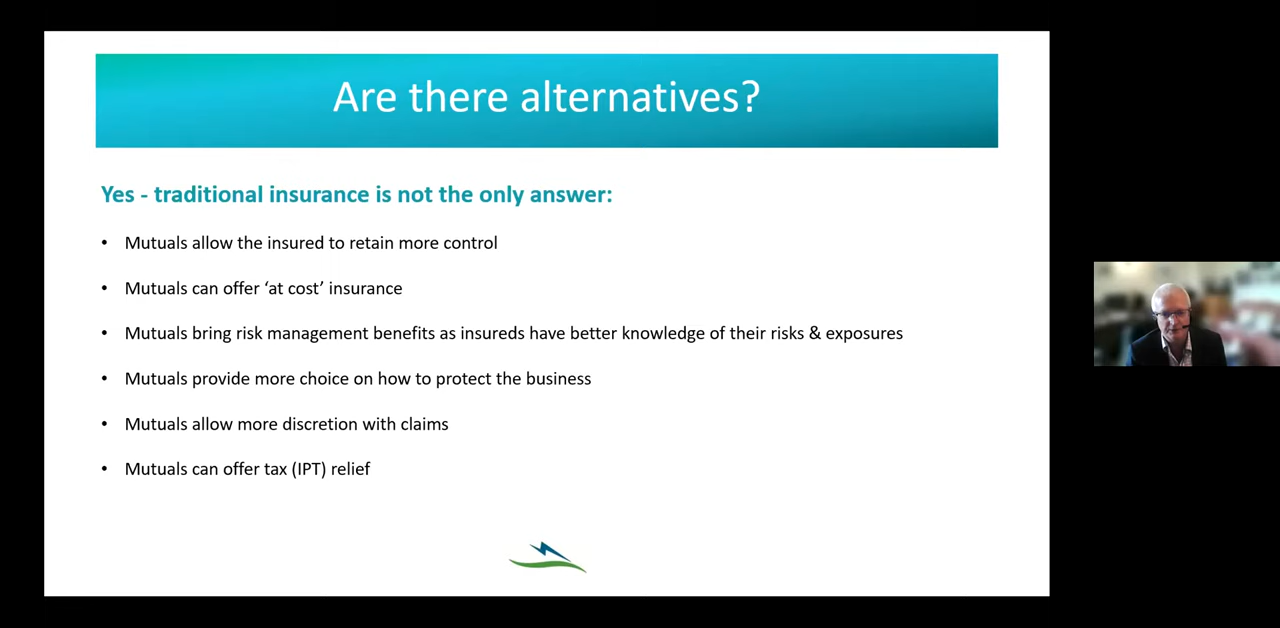 Are there alternatives?
Yes - traditional insurance is not the only answer:
• Mutuals allow the insured to retain more control
• Mutuals can offer ‘at cost’ insurance
• Mutuals bring risk management benefits as insureds have better knowledge of their risks & exposures
• Mutuals provide more choice on how to protect the business
• Mutuals allow more discretion with claims
• Mutuals can offer tax (IPT) relief